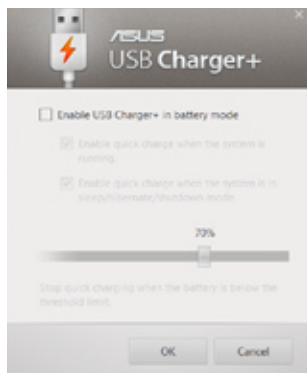 ASUS
USB Charger+
Enable USB Charger+ in battery mode
Enable quick charge when the system is
running.
Enable quick charge when the system is in
sleep/hibernate/shutdown mode.
70%
Stop quick charging when the battery is below the
threshold limit.
OK
Cancel